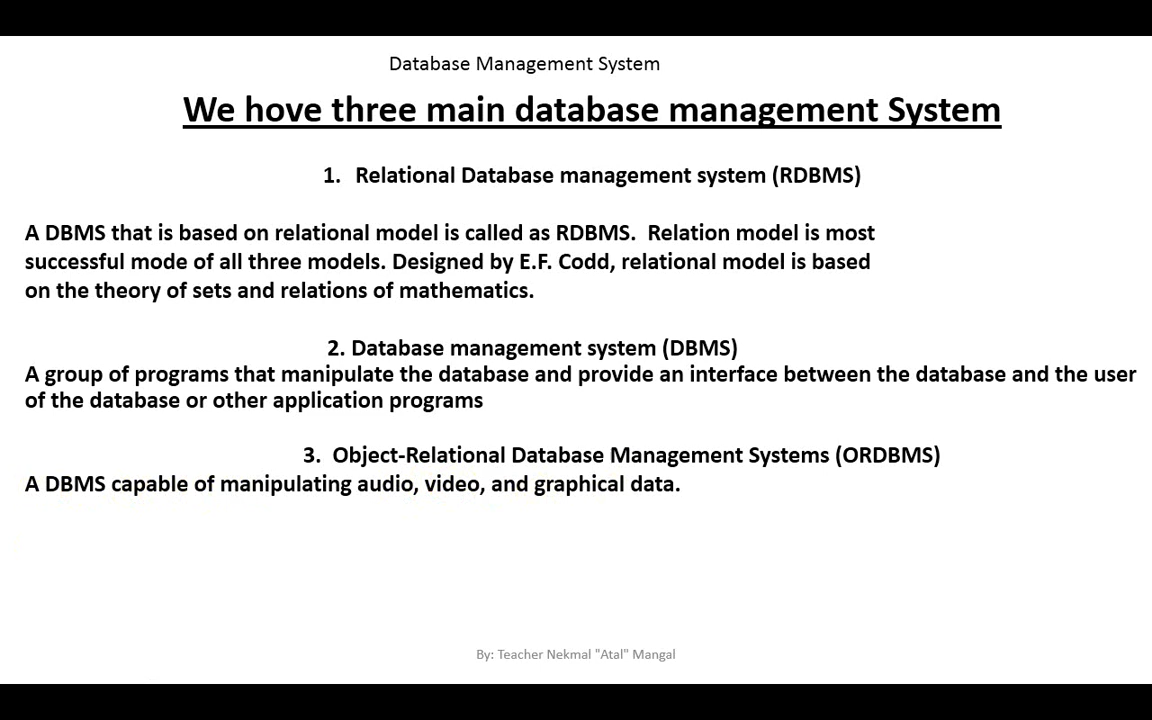 Database Management System
We hove three main database management System
1. Relational Database management system (RDBMS)
A DBMS that is based on relational model is called as RDBMS. Relation model is most
successful mode of all three models. Designed by E.F. Codd, relational model is based
on the theory of sets and relations of mathematics.
2. Database management system (DBMS)
A group of programs that manipulate the database and provide an interface between the database and the user
of the database or other application programs
3. Object-Relational Database Management Systems (ORDBMS)
A DBMS capable of manipulating audio, video, and graphical data.
By: Teacher Nekmal "Atal" Mangal